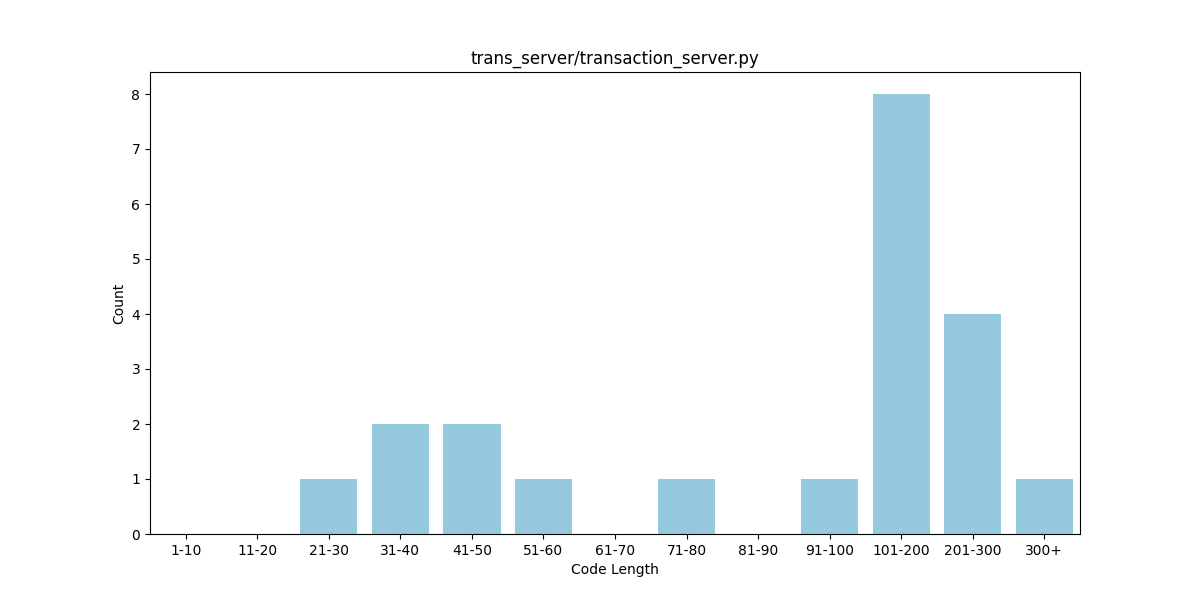 trans_server/transaction_server.py
8
7
6
5
4
3
2
1
0
Count
1-10 11-20 21-30 31-40 41-50 51-60 61-70 71-80 81-90 91-100 101-200 201-300 300+
Code Length